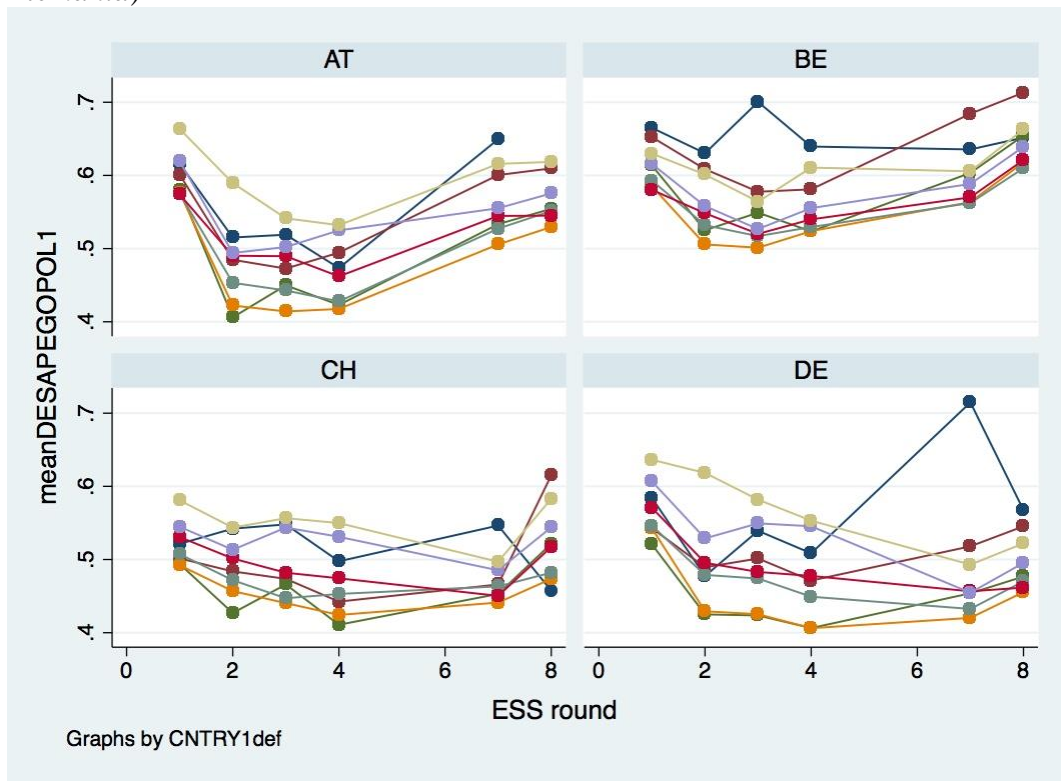 AT BE
.7
.6
.5
.4
CH DE
.7
.6
.5
.4
meanDESAPEGOPOL1
0 2 4 6 8 0 2 4 6 8
ESS round
Graphs by CNTRY1def